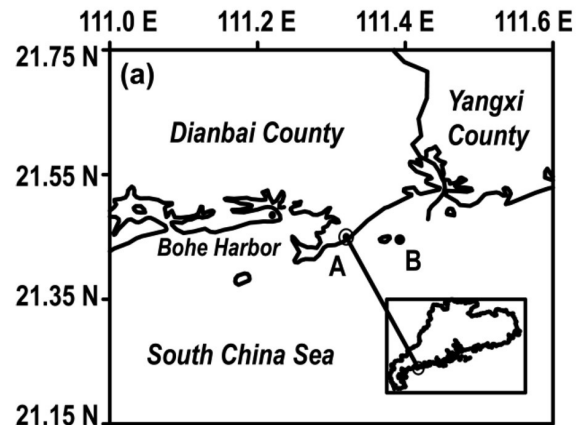 111.0 E 111.2 E 111.4 E 111.6 E
21.75 N
(a)
Yangxi
County
Dianbai County
21.55 N
Bohe Harbor
A B
21.35 N
South China Sea
21.15 N